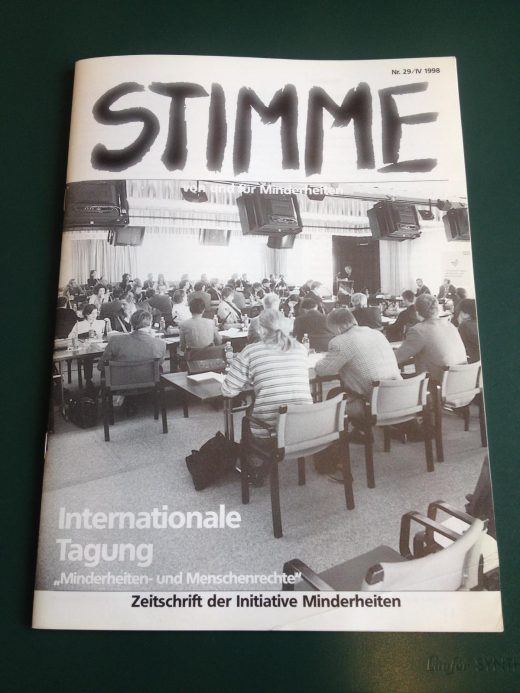 Nr. 29/IV 1998
STIMME
von und für Minderheiten
Internationale
Tagung
„Minderheiten- und Menschenrechte“
Zeitschrift der Initiative Minderheiten